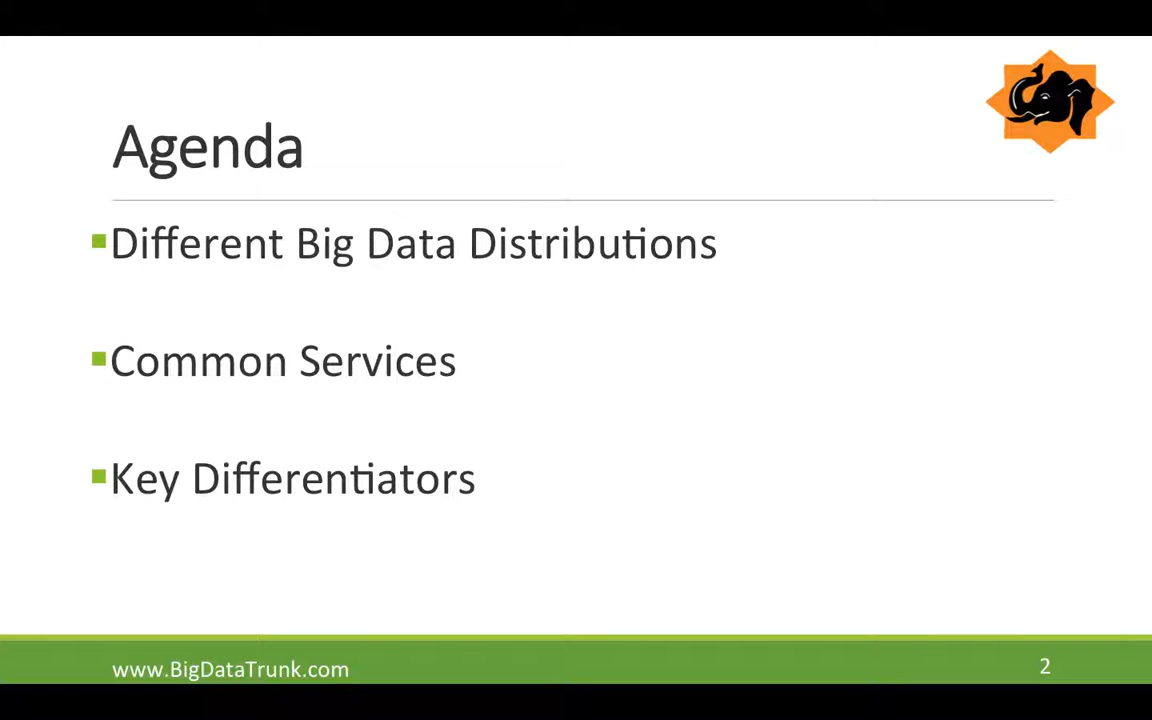 Agenda
▪Different Big Data Distributions
▪Common Services
▪Key Differentiators
www.BigDataTrunk.com
2